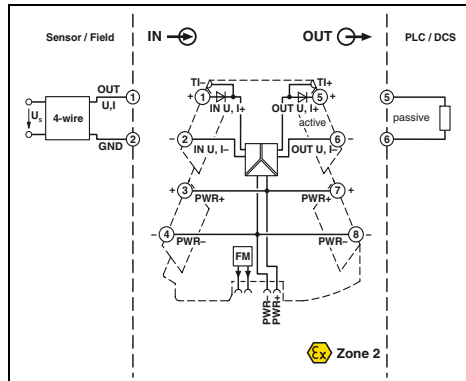 Sensor / Field
IN
OUT
PLC / DCS
OUT
U,I
1
4-wire
Us
2
GND
TI–
TI+
+ 1
5 +
IN U, I+
OUT U, I+
active
– 2
6 –
IN U, I–
OUT U, I–
+ 3
7 +
PWR+
PWR+
– 4
8 –
PWR–
PWR–
FM
PWR–
PWR+
5
passive
6
Ex Zone 2